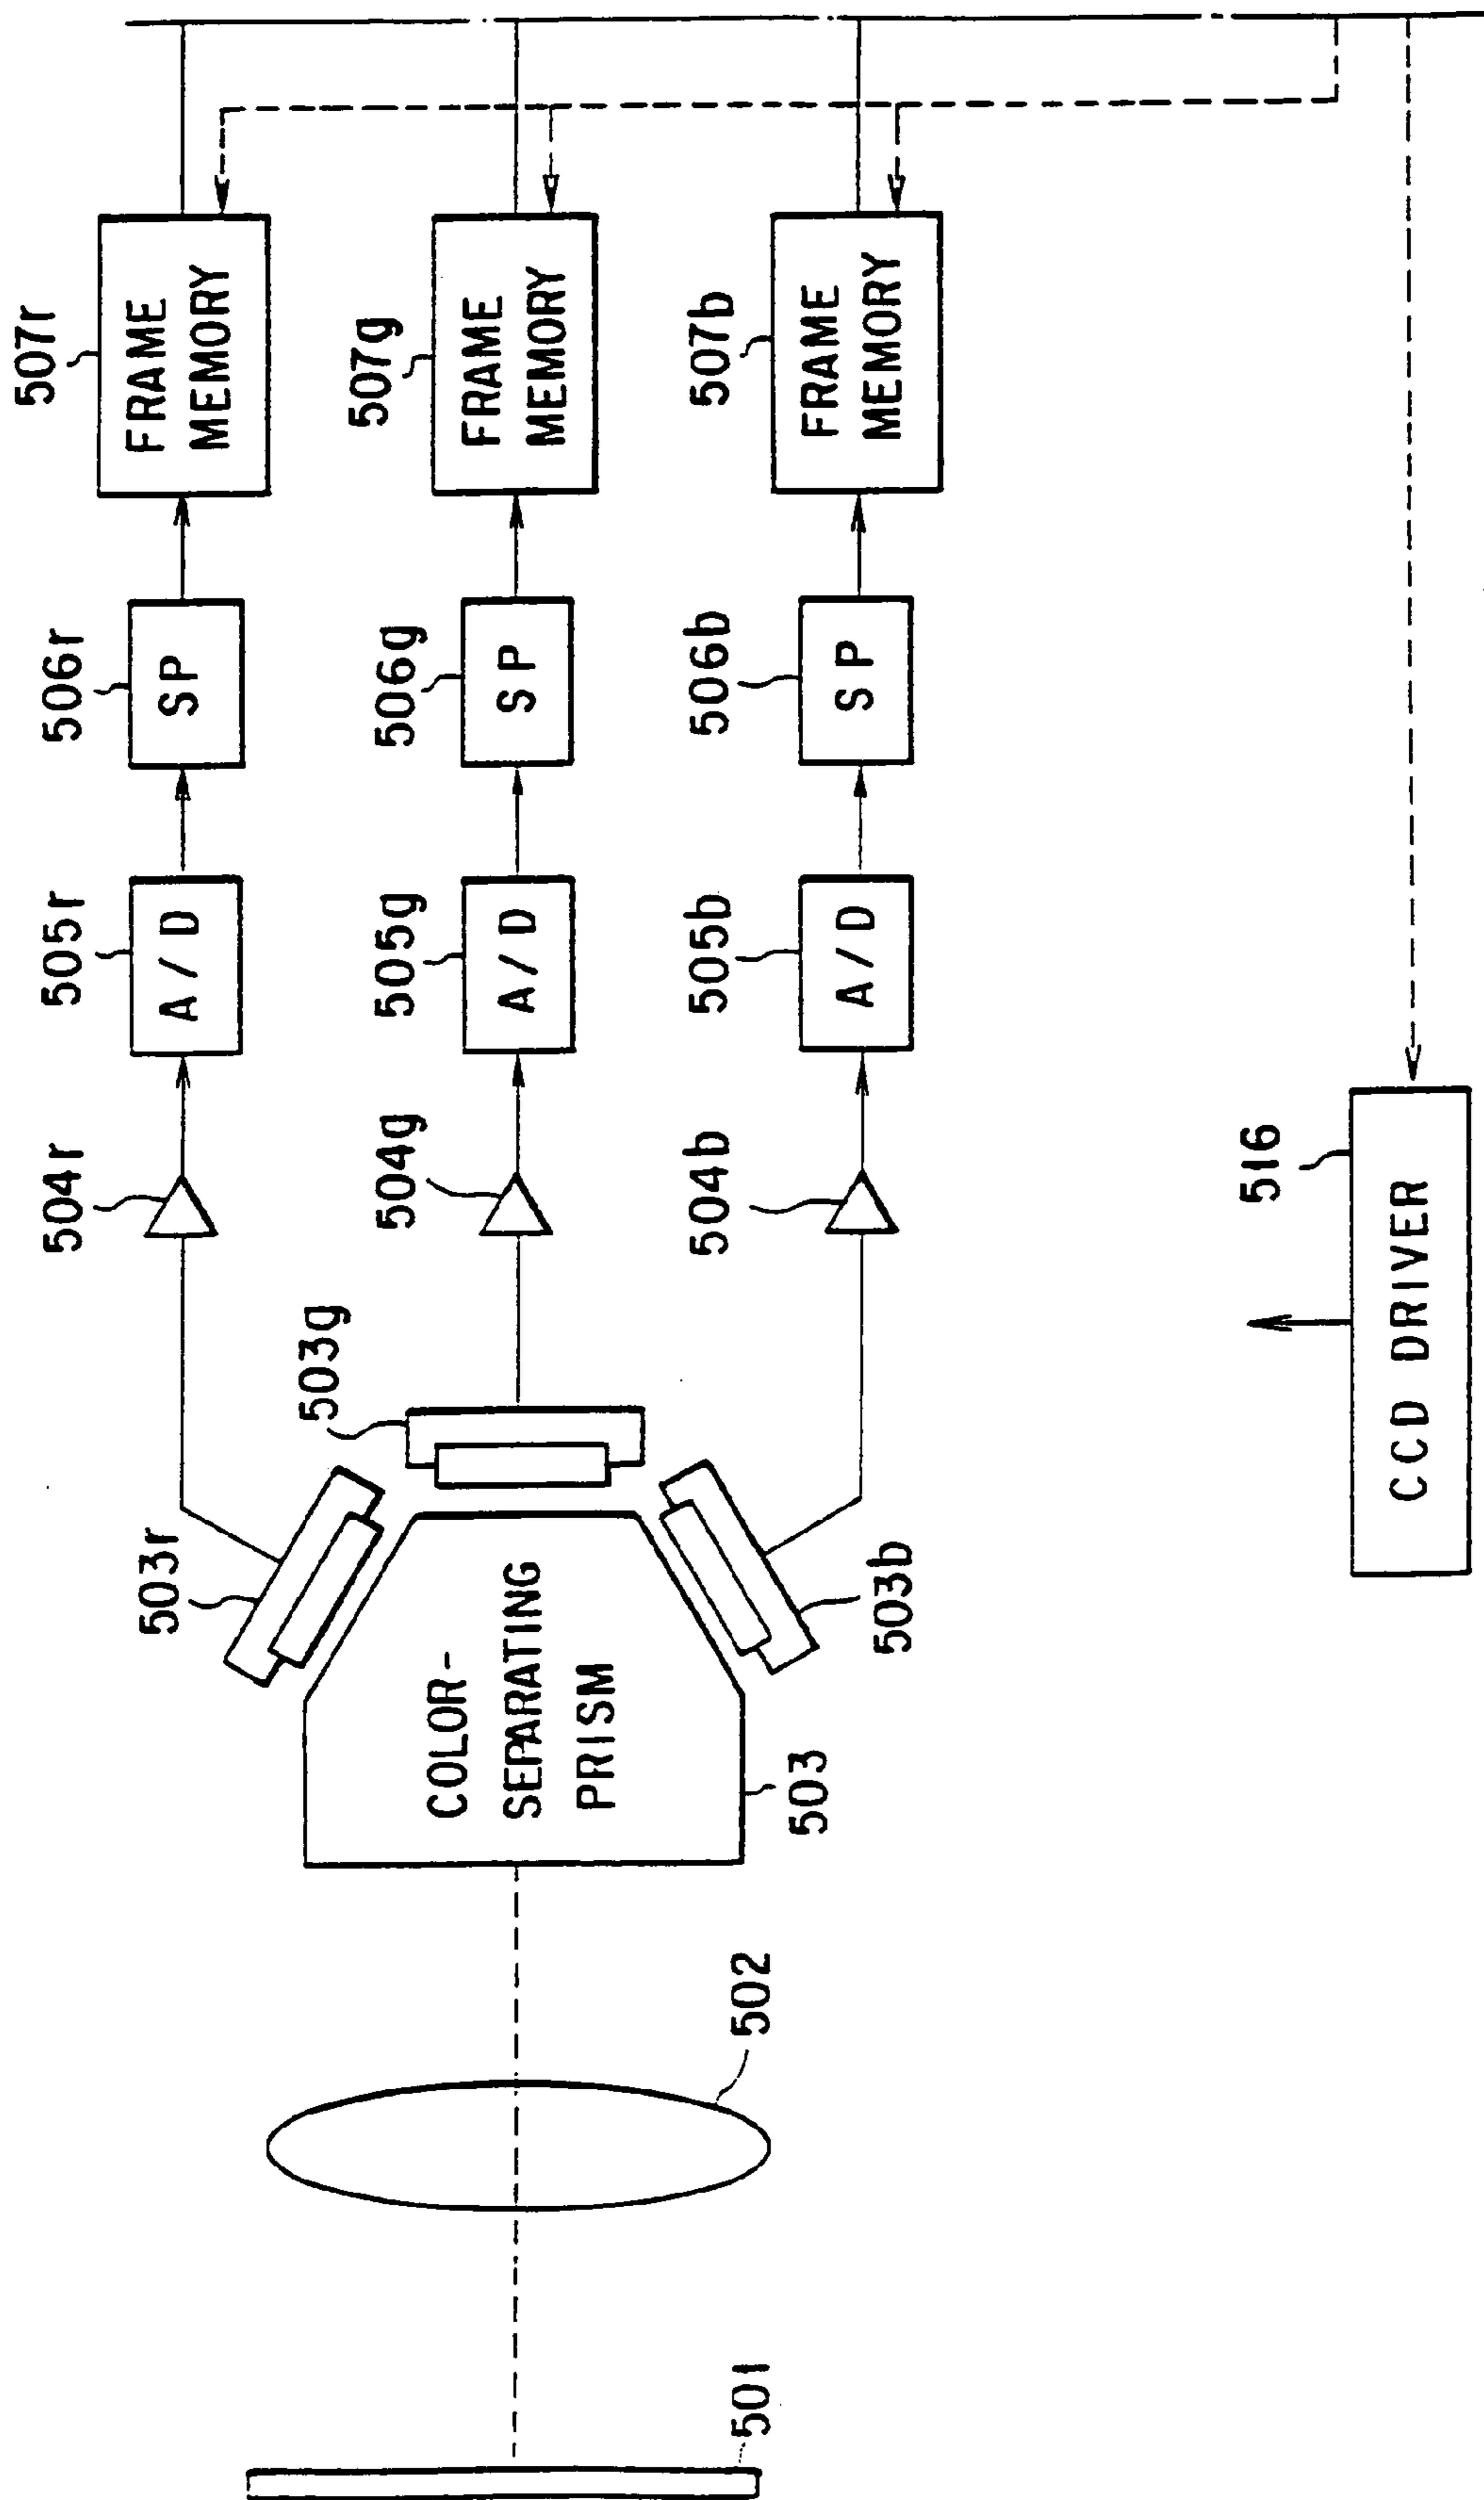 507r
FRAME
MEMORY
507g
FRAME
MEMORY
507b
FRAME
MEMORY
506r
SP
506g
SP
506b
SP
505r
A/D
505g
A/D
505b
A/D
504r
504g
504b
503r
503g
503b
COLOR-
SEPARATING
PRISM
503
502
501
516
CCD DRIVER